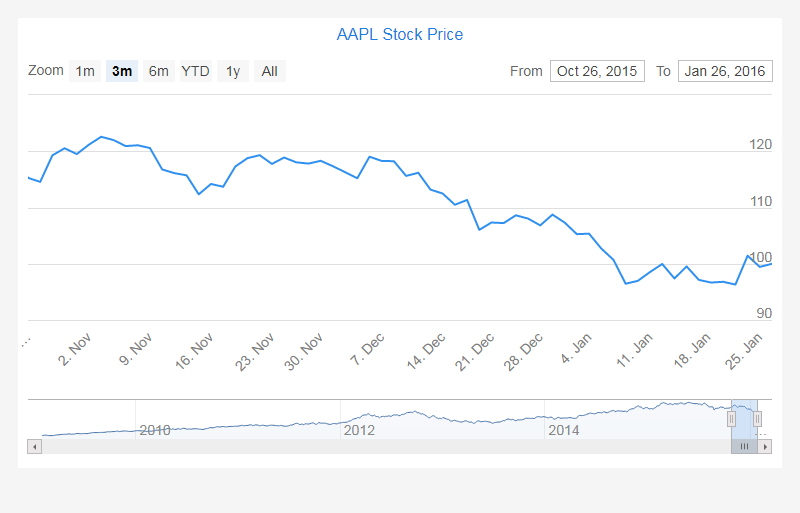 AAPL Stock Price
Zoom 1m 3m 6m YTD 1y All From Oct 26, 2015 To Jan 26, 2016
120
110
100
90
... 2. Nov 9. Nov 16. Nov 23. Nov 30. Nov 7. Dec 14. Dec 21. Dec 28. Dec 4. Jan 11. Jan 18. Jan 25. Jan
2010 2012 2014 ...